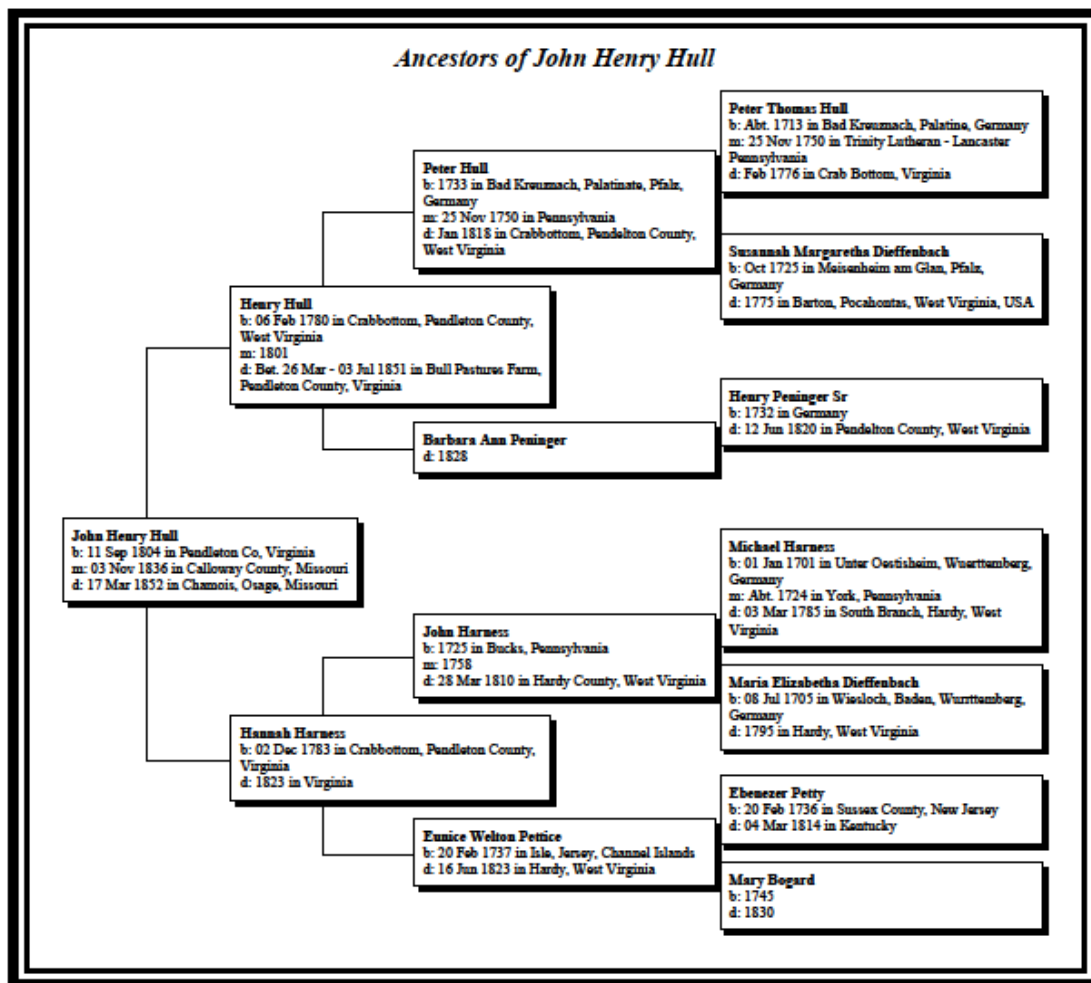 Ancestors of John Henry Hull
Peter Thomas Hull
b: Abt. 1713 in Bad Kreuznach, Palatine, Germany
m: 25 Nov 1750 in Trinity Lutheran - Lancaster
Pennsylvania
d: Feb 1776 in Crab Bottom, Virginia
Peter Hull
b: 1733 in Bad Kreuznach, Palatinate, Pfalz,
Germany
m: 25 Nov 1750 in Pennsylvania
d: Jan 1818 in Crabbottom, Pendelton County,
West Virginia
Susannah Margaretha Dieffenbach
b: Oct 1725 in Meisenheim am Glan, Pfalz,
Germany
d: 1775 in Barton, Pocahontas, West Virginia, USA
Henry Hull
b: 06 Feb 1780 in Crabbottom, Pendleton County,
West Virginia
m: 1801
d: Bet. 26 Mar - 03 Jul 1851 in Bull Pastures Farm,
Pendleton County, Virginia
Henry Peninger Sr
b: 1732 in Germany
d: 12 Jun 1820 in Pendelton County, West Virginia
Barbara Ann Peninger
d: 1828
John Henry Hull
b: 11 Sep 1804 in Pendleton Co, Virginia
m: 03 Nov 1836 in Calloway County, Missouri
d: 17 Mar 1852 in Chamois, Osage, Missouri
Michael Harness
b: 01 Jan 1701 in Unter Oestisheim, Wuerttemberg,
Germany
m: Abt. 1724 in York, Pennsylvania
d: 03 Mar 1785 in South Branch, Hardy, West
Virginia
John Harness
b: 1725 in Bucks, Pennsylvania
m: 1758
d: 28 Mar 1810 in Hardy County, West Virginia
Maria Elizabetha Dieffenbach
b: 08 Jul 1705 in Wiesloch, Baden, Wurrttemberg,
Germany
d: 1795 in Hardy, West Virginia
Hannah Harness
b: 02 Dec 1783 in Crabbottom, Pendleton County,
Virginia
d: 1823 in Virginia
Ebenezer Petty
b: 20 Feb 1736 in Sussex County, New Jersey
d: 04 Mar 1814 in Kentucky
Eunice Welton Pettice
b: 20 Feb 1737 in Isle, Jersey, Channel Islands
d: 16 Jun 1823 in Hardy, West Virginia
Mary Bogard
b: 1745
d: 1830